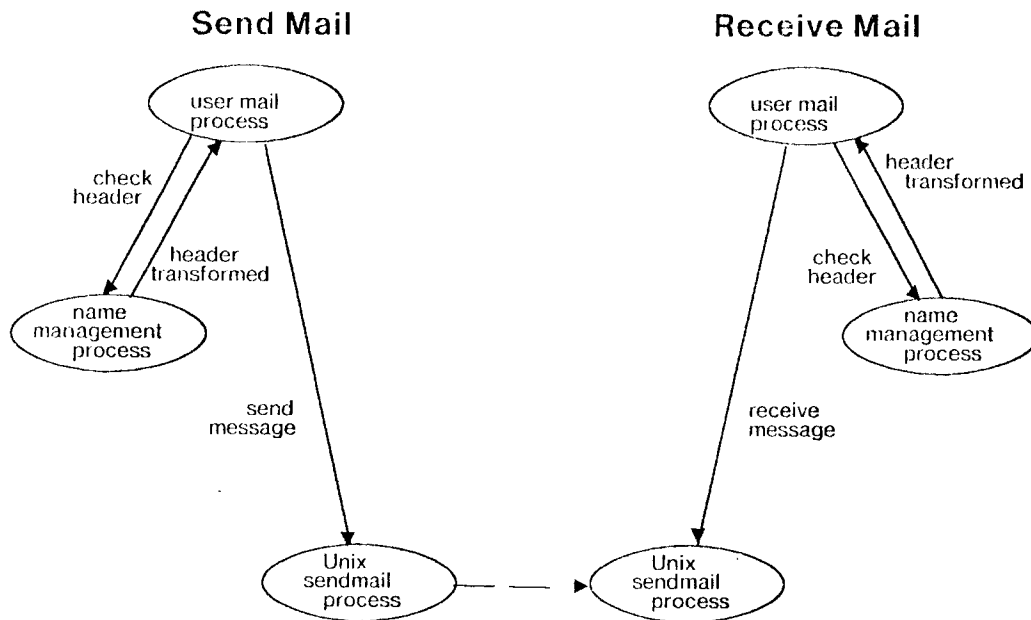 Send Mail
Receive Mail
user mail
process
user mail
process
check
header
header
transformed
header
transformed
check
header
name
management
process
name
management
process
send
message
receive
message
Unix
sendmail
process
Unix
sendmail
process